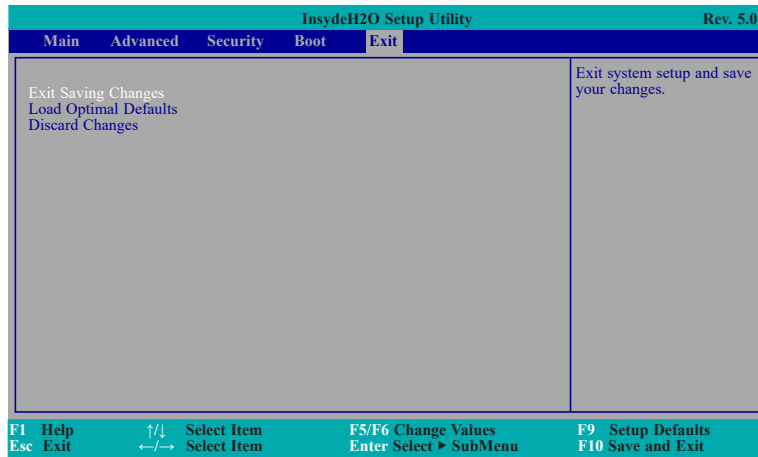 InsydeH2O Setup Utility Rev. 5.0
Main Advanced Security Boot Exit
Exit Saving Changes
Load Optimal Defaults
Discard Changes
Exit system setup and save
your changes.
F1 Help ↑/↓ Select Item F5/F6 Change Values F9 Setup Defaults
Esc Exit ←/→ Select Item Enter Select ► SubMenu F10 Save and Exit